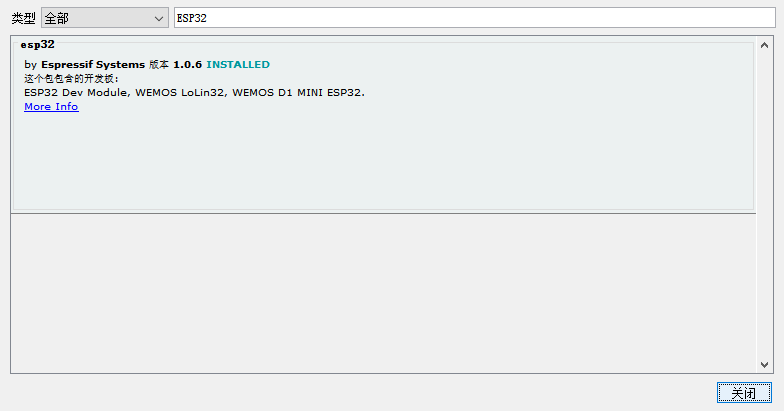 类型 全部 ESP32
esp32
by Espressif Systems 版本 1.0.6 INSTALLED
这个包包含的开发板:
ESP32 Dev Module, WEMOS LoLin32, WEMOS D1 MINI ESP32.
More Info
关闭